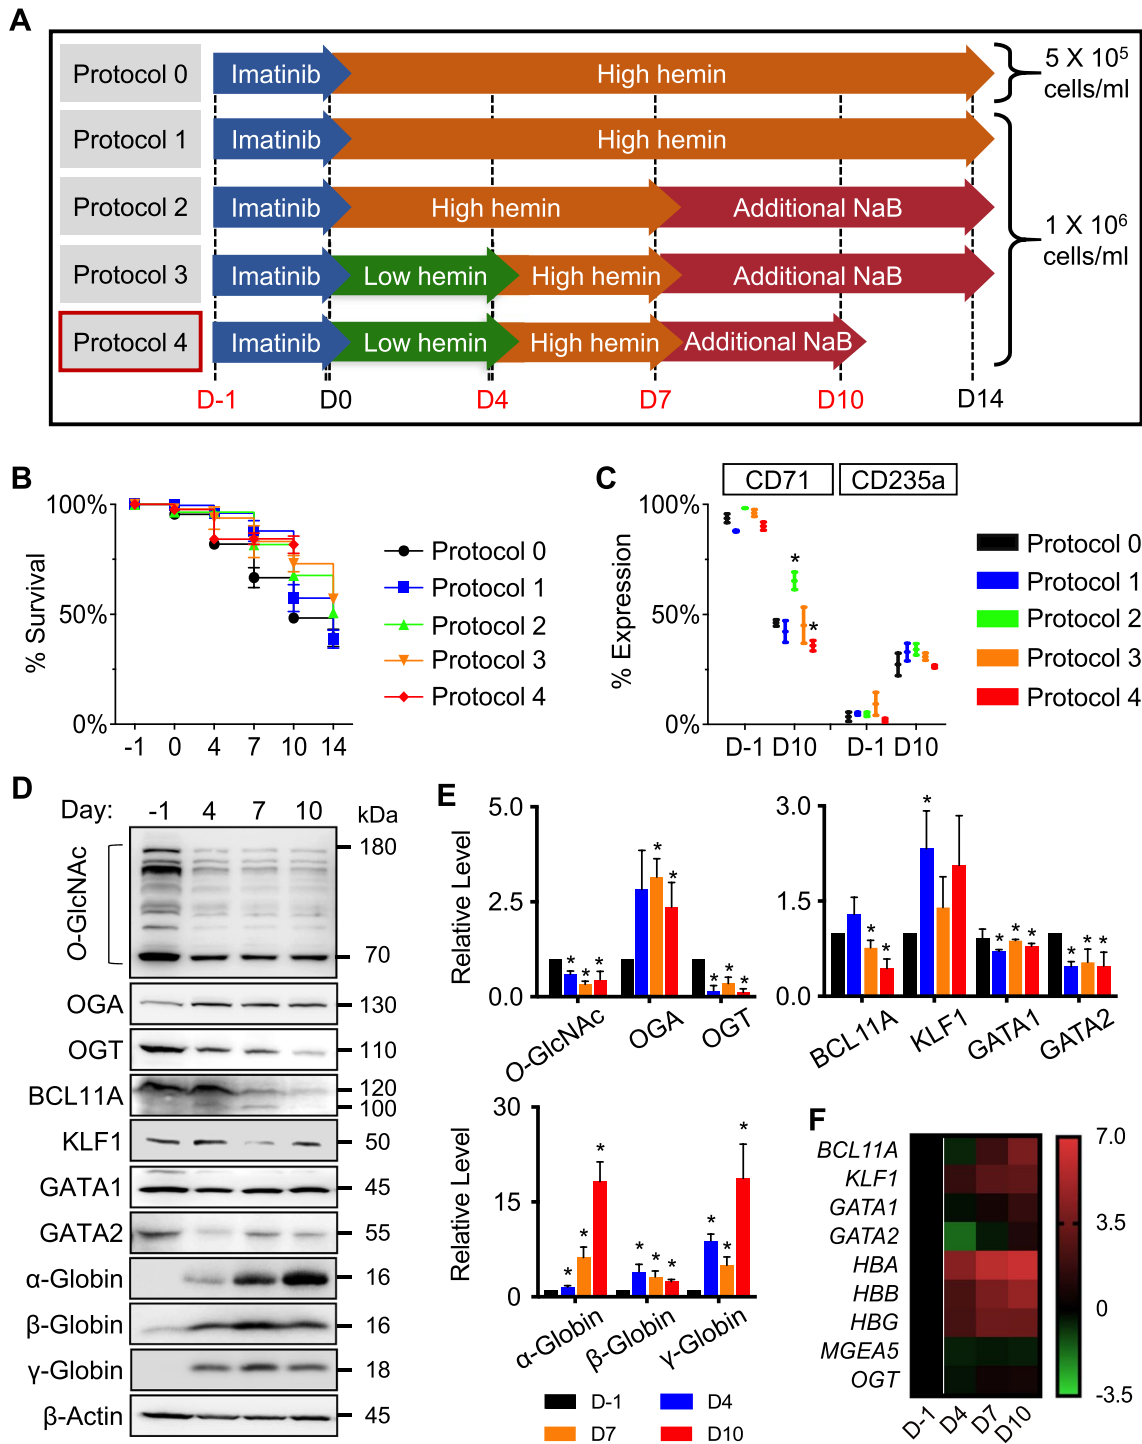 A
Protocol 0
Imatinib
High hemin
5 X 10⁵
cells/ml
Protocol 1
Imatinib
High hemin
Protocol 2
Imatinib
High hemin
Additional NaB
1 X 10⁶
cells/ml
Protocol 3
Imatinib
Low hemin
High hemin
Additional NaB
Protocol 4
Imatinib
Low hemin
High hemin
Additional NaB
D-1
D0
D4
D7
D10
D14
B
% Survival
100%
50%
0%
-1 0 4 7 10 14
Protocol 0
Protocol 1
Protocol 2
Protocol 3
Protocol 4
C
CD71 CD235a
% Expression
100%
50%
0%
* *
D-1 D10 D-1 D10
Protocol 0
Protocol 1
Protocol 2
Protocol 3
Protocol 4
D
Day: -1 4 7 10 kDa
O-GlcNAc
180
70
OGA 130
OGT 110
BCL11A 120
100
KLF1 50
GATA1 45
GATA2 55
α-Globin 16
β-Globin 16
γ-Globin 18
β-Actin 45
E
Relative Level
5.0
2.5
0.0
* * * * * * * *
O-GlcNAc
OGA
OGT
3.0
1.5
0.0
* * * * * * * * *
BCL11A
KLF1
GATA1
GATA2
Relative Level
30
15
0
* * * * * * * * *
α-Globin
β-Globin
γ-Globin
D-1 D4
D7 D10
F
BCL11A
KLF1
GATA1
GATA2
HBA
HBB
HBG
MGEA5
OGT
D-1
D4
D7
D10
7.0
3.5
0
-3.5